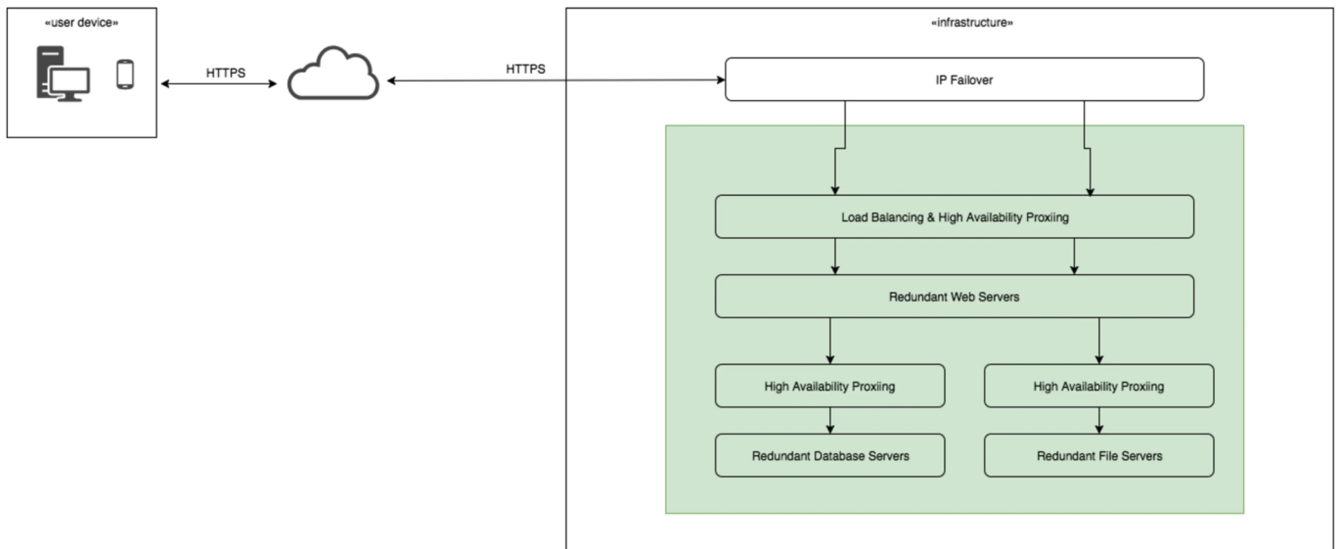 «user device»
«infrastructure»
HTTPS
HTTPS
IP Failover
Load Balancing & High Availability Proxiing
Redundant Web Servers
High Availability Proxiing
High Availability Proxiing
Redundant Database Servers
Redundant File Servers